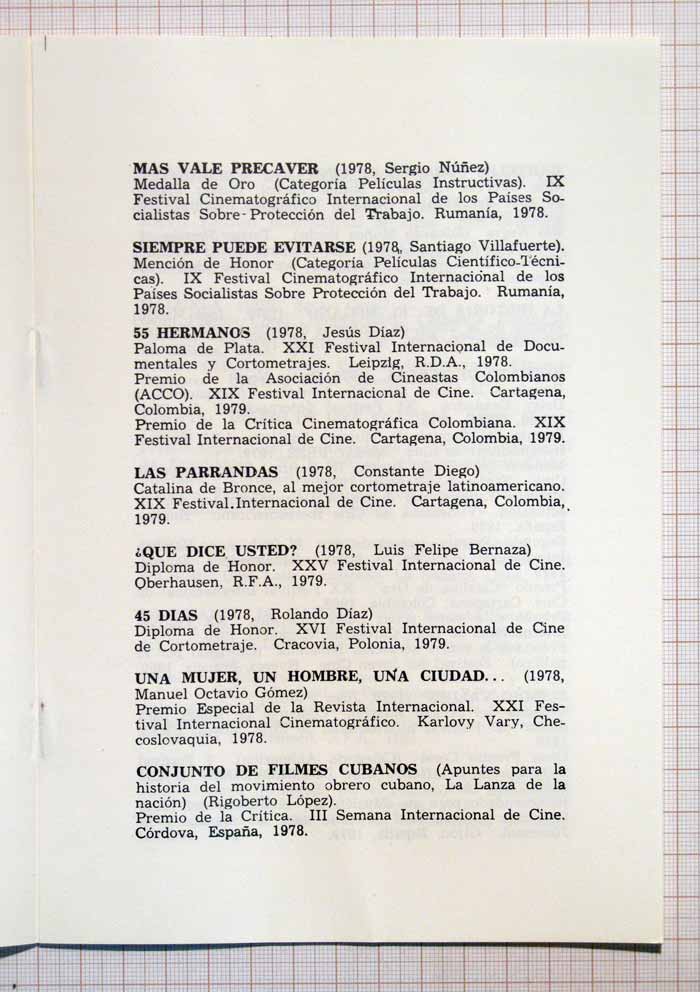 MAS VALE PRECAVER (1978, Sergio Núñez)
Medalla de Oro (Categoría Películas Instructivas). IX
Festival Cinematográfico Internacional de los Países So-
cialistas Sobre-Protección del Trabajo. Rumanía, 1978.
SIEMPRE PUEDE EVITARSE (1978, Santiago Villafuerte).
Mención de Honor (Categoría Películas Científico-Técni-
cas). IX Festival Cinematográfico Internaciónal de los
Países Socialistas Sobre Protección del Trabajo. Rumanía,
1978.
55 HERMANOS (1978, Jesús Díaz)
Paloma de Plata. XXI Festival Internacional de Docu-
mentales y Cortometrajes. Leipzig, R.D.A., 1978.
Premio de la Asociación de Cineastas Colombianos
(ACCO). XIX Festival Internacional de Cine. Cartagena,
Colombia, 1979.
Premio de la Crítica Cinematográfica Colombiana. XIX
Festival Internacional de Cine. Cartagena, Colombia, 1979.
LAS PARRANDAS (1978, Constante Diego)
Catalina de Bronce, al mejor cortometraje latinoamericano.
XIX Festival.Internacional de Cine. Cartagena, Colombia,
1979.
¿QUE DICE USTED? (1978, Luis Felipe Bernaza)
Diploma de Honor. XXV Festival Internacional de Cine.
Oberhausen, R.F.A., 1979.
45 DIAS (1978, Rolando Díaz)
Diploma de Honor. XVI Festival Internacional de Cine
de Cortometraje. Cracovia, Polonia, 1979.
UNA MUJER, UN HOMBRE, UNA CIUDAD... (1978,
Manuel Octavio Gómez)
Premio Especial de la Revista Internacional. XXI Fes-
tival Internacional Cinematográfico. Karlovy Vary, Che-
coslovaquia, 1978.
CONJUNTO DE FILMES CUBANOS (Apuntes para la
historia del movimiento obrero cubano, La Lanza de la
nación) (Rigoberto López).
Premio de la Crítica. III Semana Internacional de Cine.
Córdova, España, 1978.